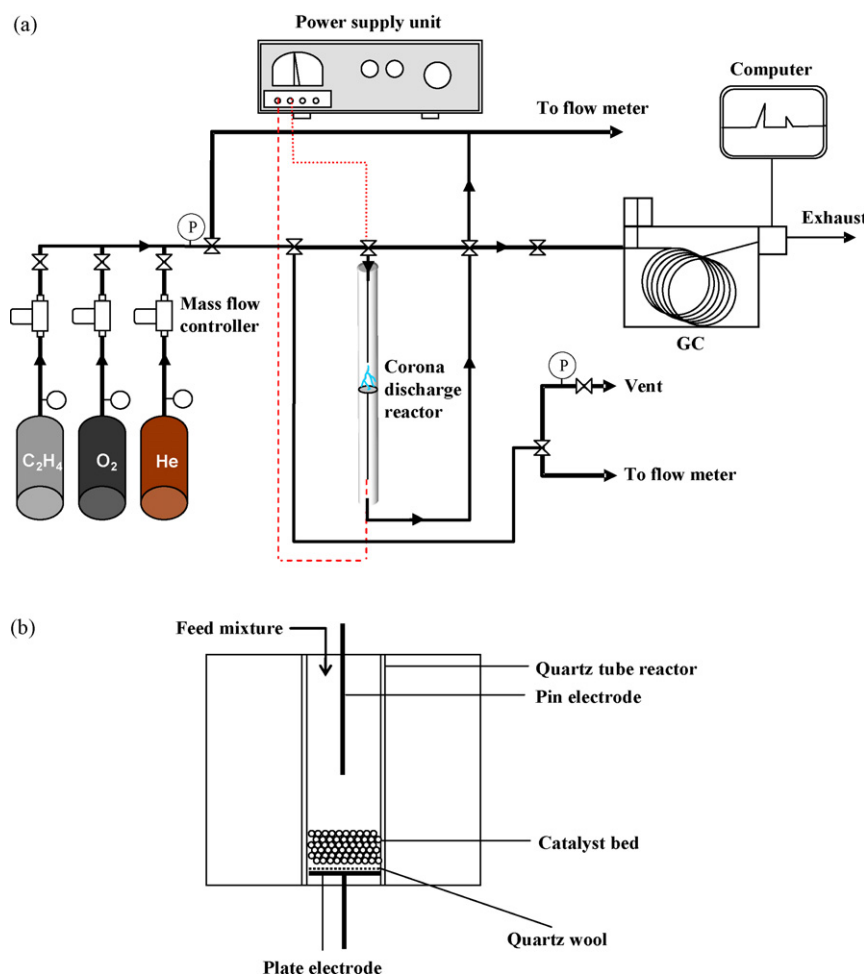 (a)
Power supply unit
Computer
To flow meter
P
Exhaust
Mass flow
controller
GC
Corona
discharge
reactor
P
Vent
C2H4
O2
He
To flow meter
(b)
Feed mixture
Quartz tube reactor
Pin electrode
Catalyst bed
Quartz wool
Plate electrode